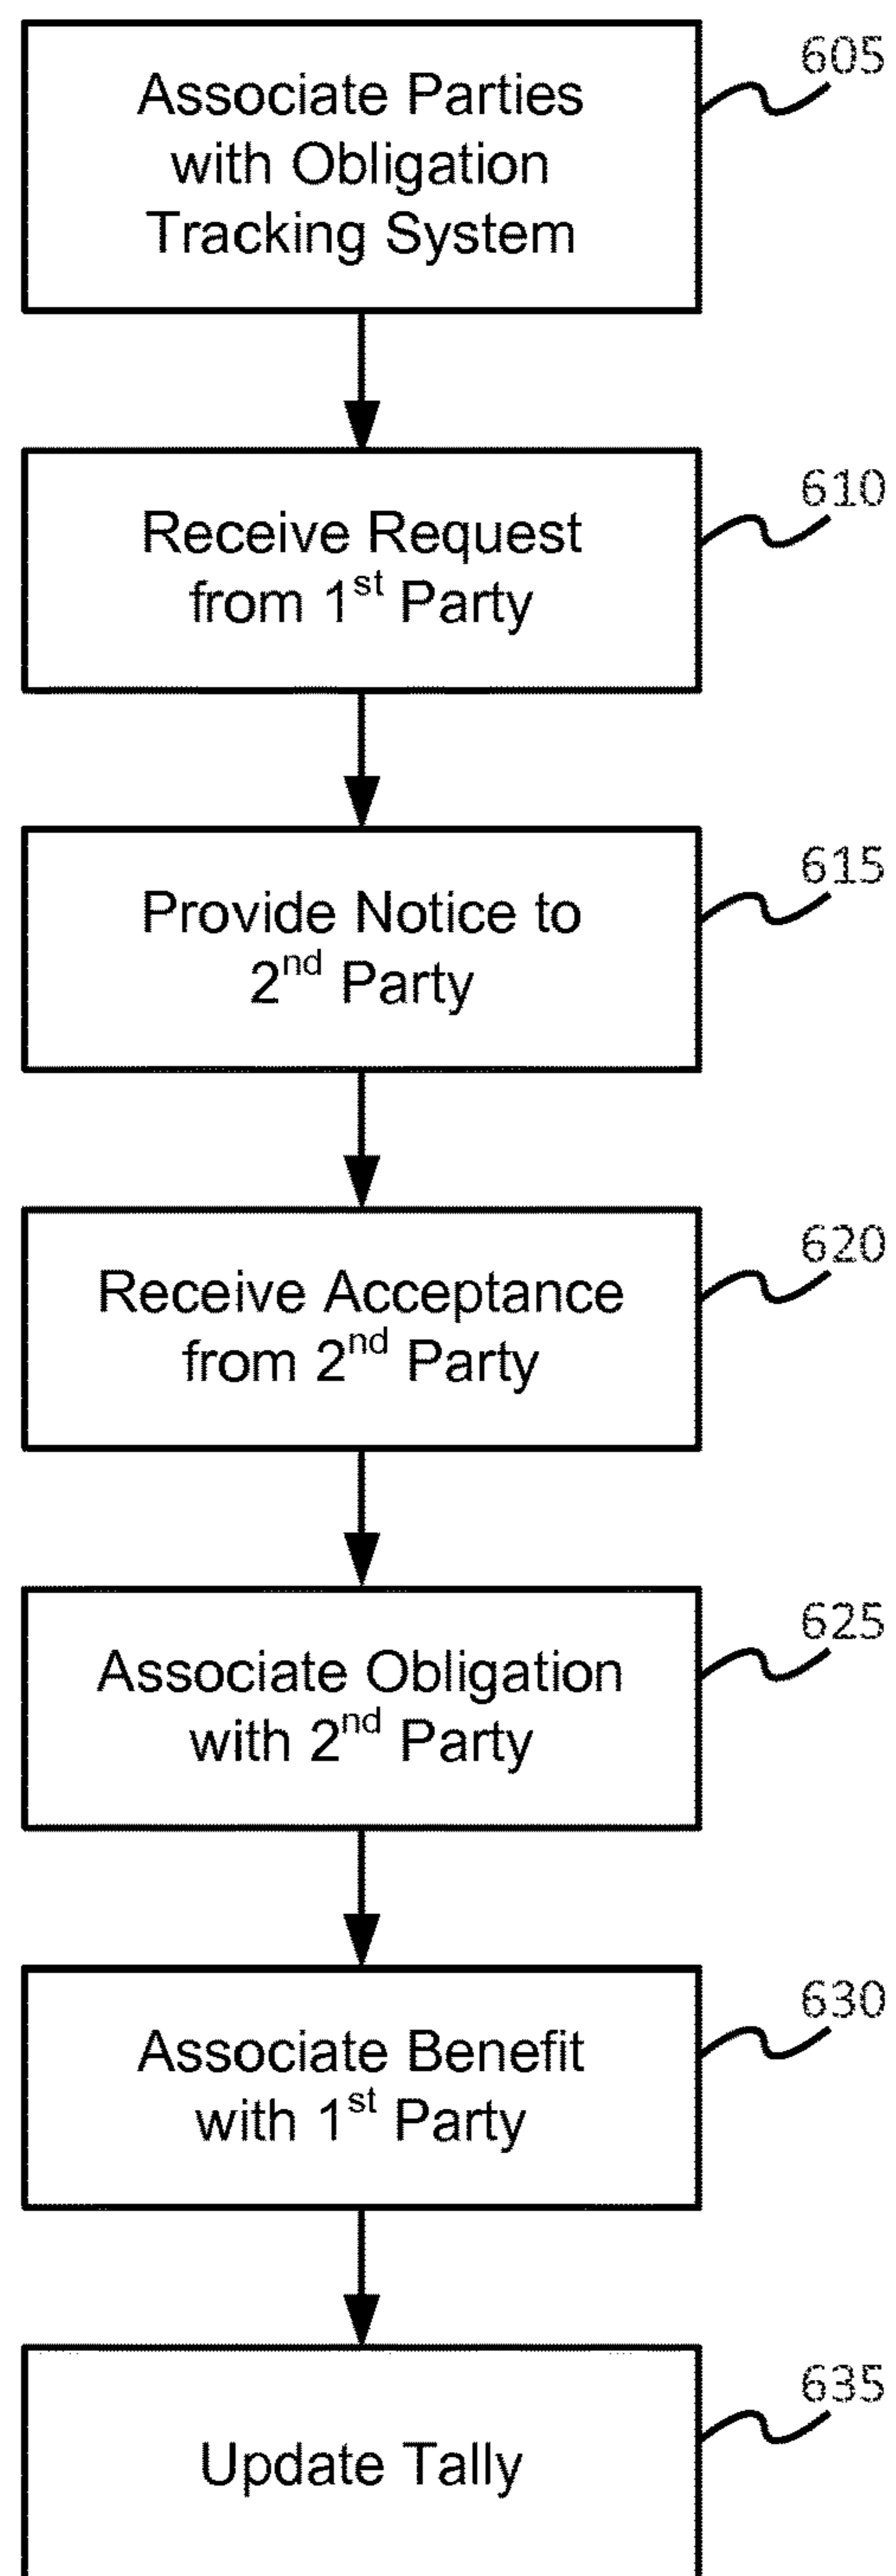 Associate Parties
with Obligation
Tracking System
605
Receive Request
from 1st Party
610
Provide Notice to
2nd Party
615
Receive Acceptance
from 2nd Party
620
Associate Obligation
with 2nd Party
625
Associate Benefit
with 1st Party
630
Update Tally
635